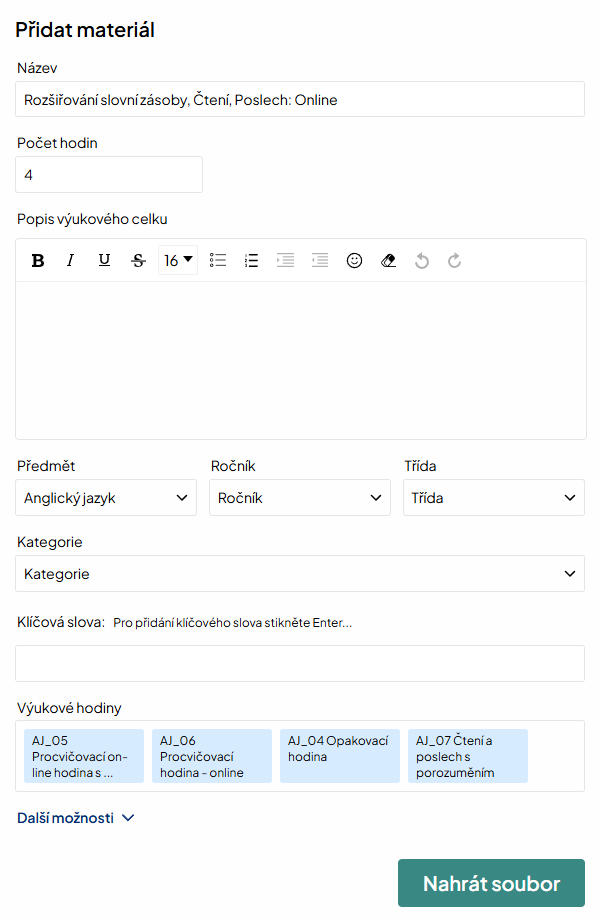 Přidat materiál
Název
Rozšiřování slovní zásoby, Čtení, Poslech: Online
Počet hodin
4
Popis výukového celku
B I U S 16
Předmět Ročník Třída
Anglický jazyk Ročník Třída
Kategorie
Kategorie
Klíčová slova: Pro přidání klíčového slova stikněte Enter...
Výukové hodiny
AJ_05
Procvičovací on-
line hodina s ...
AJ_06
Procvičovací
hodina - online
AJ_04 Opakovací
hodina
AJ_07 Čtení a
poslech s
porozuměním
Další možnosti
Nahrát soubor